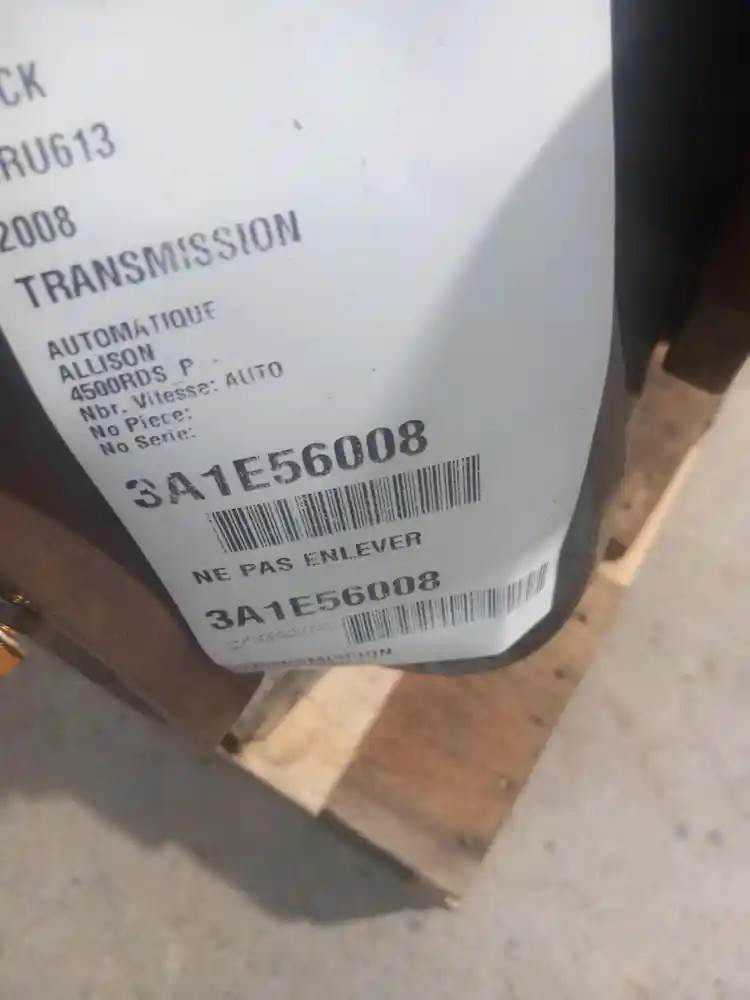 CK
RU613
2008
TRANSMISSION
AUTOMATIQUE
ALLISON
4500RDS P
Nbr. Vitesse: AUTO
No Piece:
No Serie:
3A1E56008
NE PAS ENLEVER
3A1E56008
TRANSMISSION